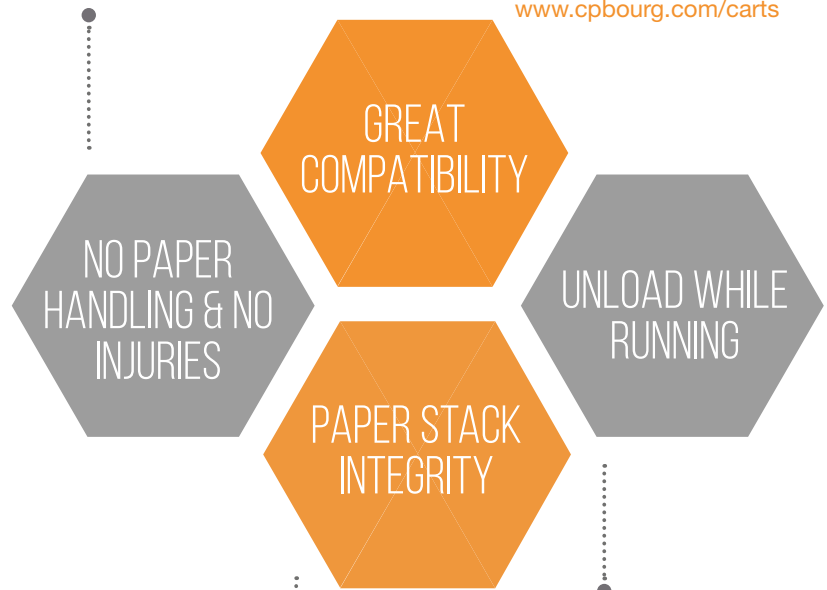 www.cpbourg.com/carts
GREAT
COMPATIBILITY
NO PAPER
HANDLING & NO
INJURIES
UNLOAD WHILE
RUNNING
PAPER STACK
INTEGRITY